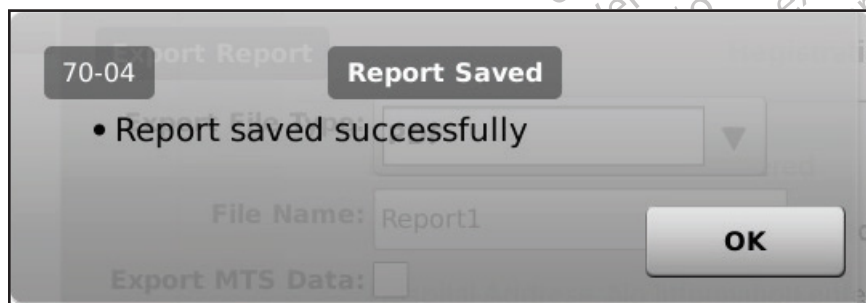 Export Report
70-04
Report Saved
• Report saved successfully
Export File Type:
File Name: Report1
OK
Export MTS Data: